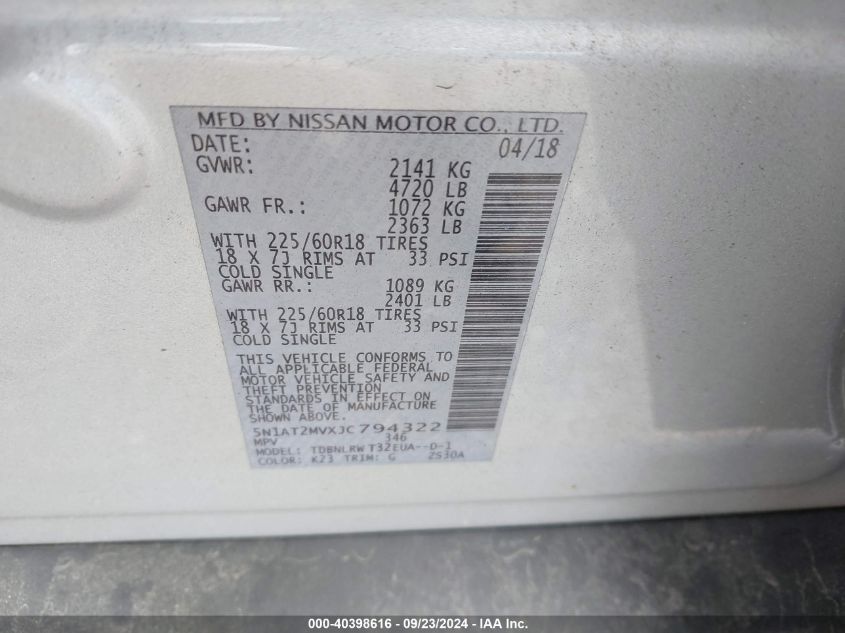 MFD BY NISSAN MOTOR CO., LTD.
DATE: 04/18
GVWR: 2141 KG
4720 LB
GAWR FR.: 1072 KG
2363 LB
WITH 225/60R18 TIRES
18 X 7J RIMS AT 33 PSI
COLD SINGLE
GAWR RR.: 1089 KG
2401 LB
WITH 225/60R18 TIRES
18 X 7J RIMS AT 33 PSI
COLD SINGLE
THIS VEHICLE CONFORMS TO
ALL APPLICABLE FEDERAL
MOTOR VEHICLE SAFETY AND
THEFT PREVENTION
STANDARDS IN EFFECT ON
THE DATE OF MANUFACTURE
SHOWN ABOVE.
5N1AT2MVXJC794322
MPV 346
MODEL: TDBNLRW T32EUA--D-1
COLOR: K23 TRIM: G 2S30A
000-40398616 - 09/23/2024 - IAA Inc.